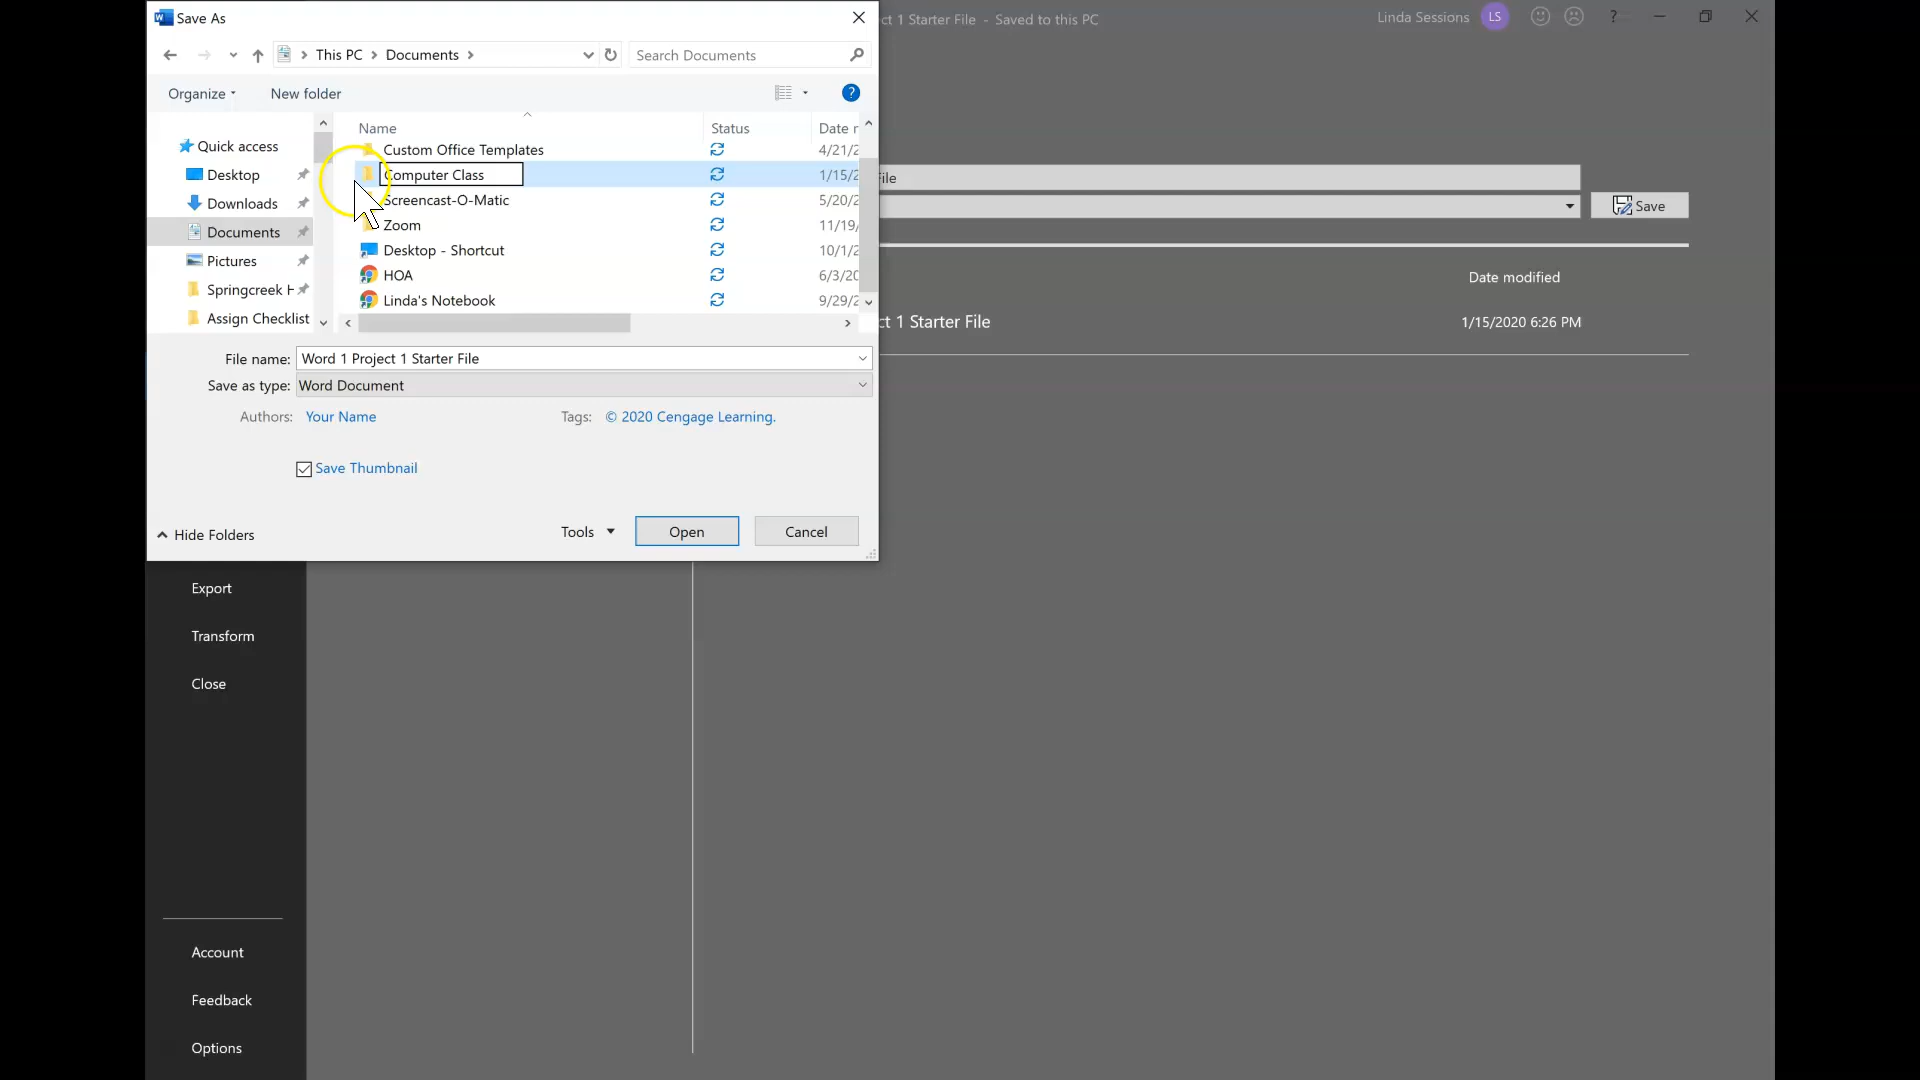 Save As
ct 1 Starter File - Saved to this PC
Linda Sessions LS ?
This PC > Documents >
Search Documents
Organize
New folder
?
Name Status Date r
Quick access
Desktop
Downloads
Documents
Pictures
Springcreek H
Assign Checklist
Custom Office Templates 4/21/2
Computer Class 1/15/2
Screencast-O-Matic 5/20/2
Zoom 11/19/
Desktop - Shortcut 10/1/2
HOA 6/3/20
Linda's Notebook 9/29/2
File name: Word 1 Project 1 Starter File
Save as type: Word Document
Authors: Your Name
Tags: © 2020 Cengage Learning.
Save Thumbnail
Hide Folders
Tools
Open
Cancel
ile
Save
Date modified
ct 1 Starter File 1/15/2020 6:26 PM
Export
Transform
Close
Account
Feedback
Options